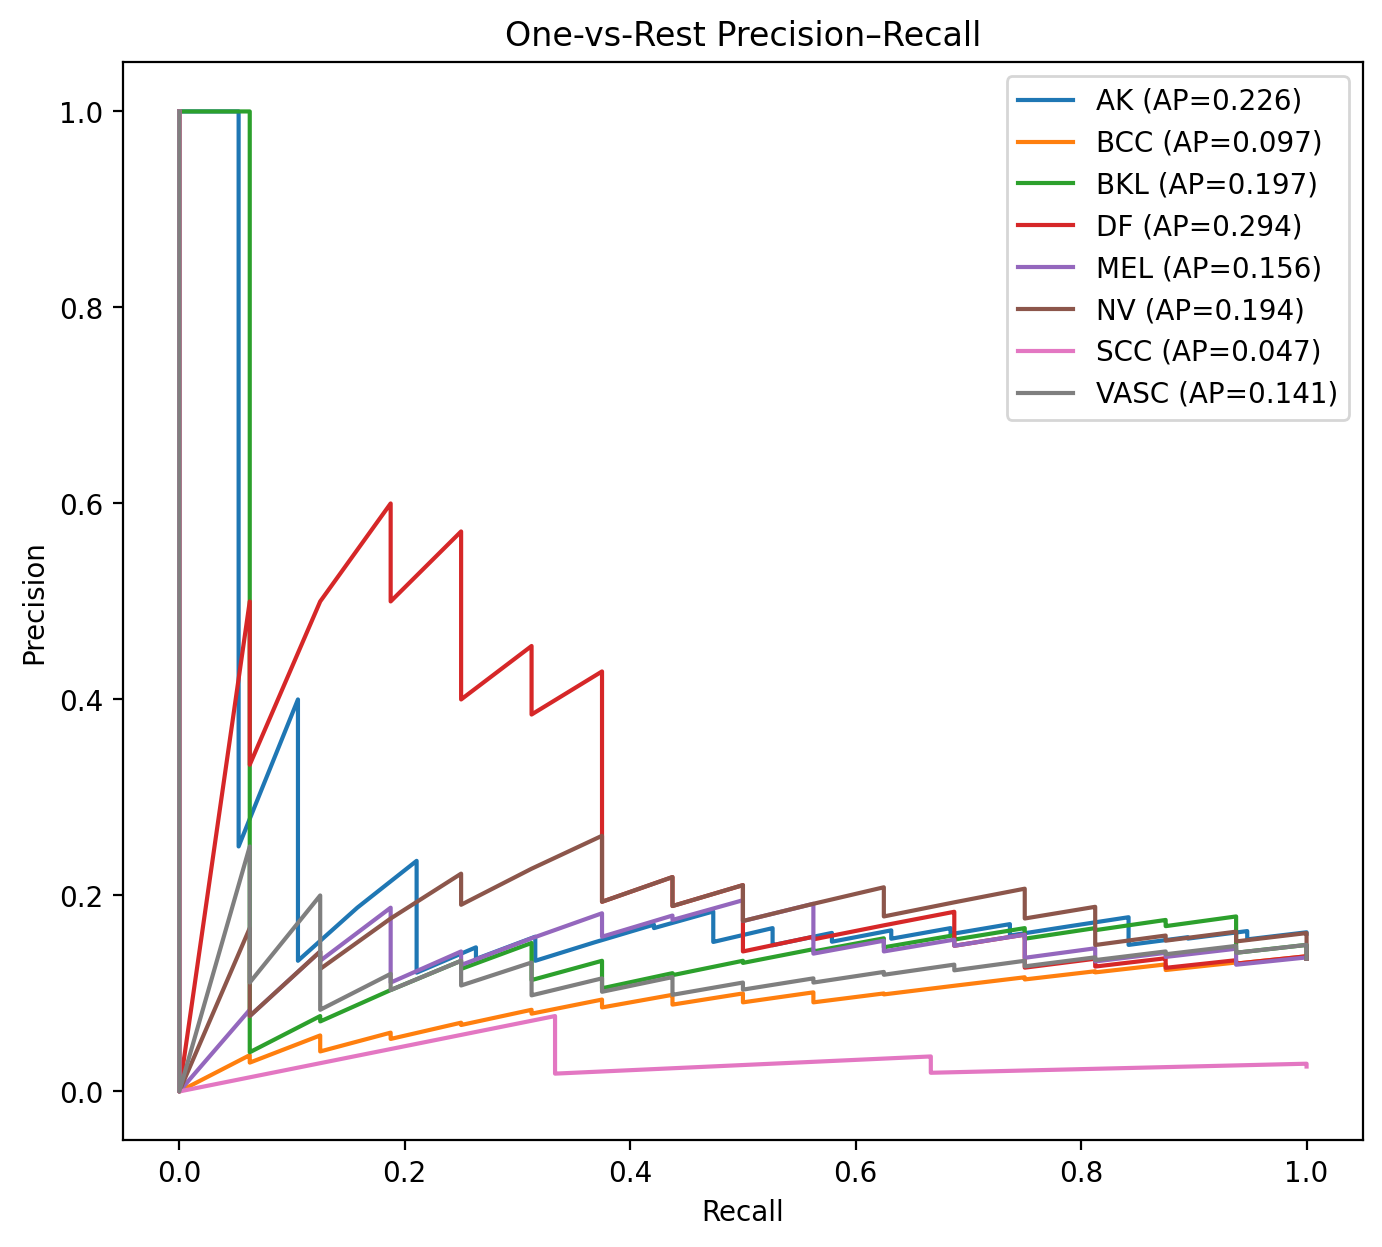 One-vs-Rest Precision–Recall
AK (AP=0.226)
BCC (AP=0.097)
BKL (AP=0.197)
DF (AP=0.294)
MEL (AP=0.156)
NV (AP=0.194)
SCC (AP=0.047)
VASC (AP=0.141)
Precision
1.0
0.8
0.6
0.4
0.2
0.0
0.0 0.2 0.4 0.6 0.8 1.0
Recall